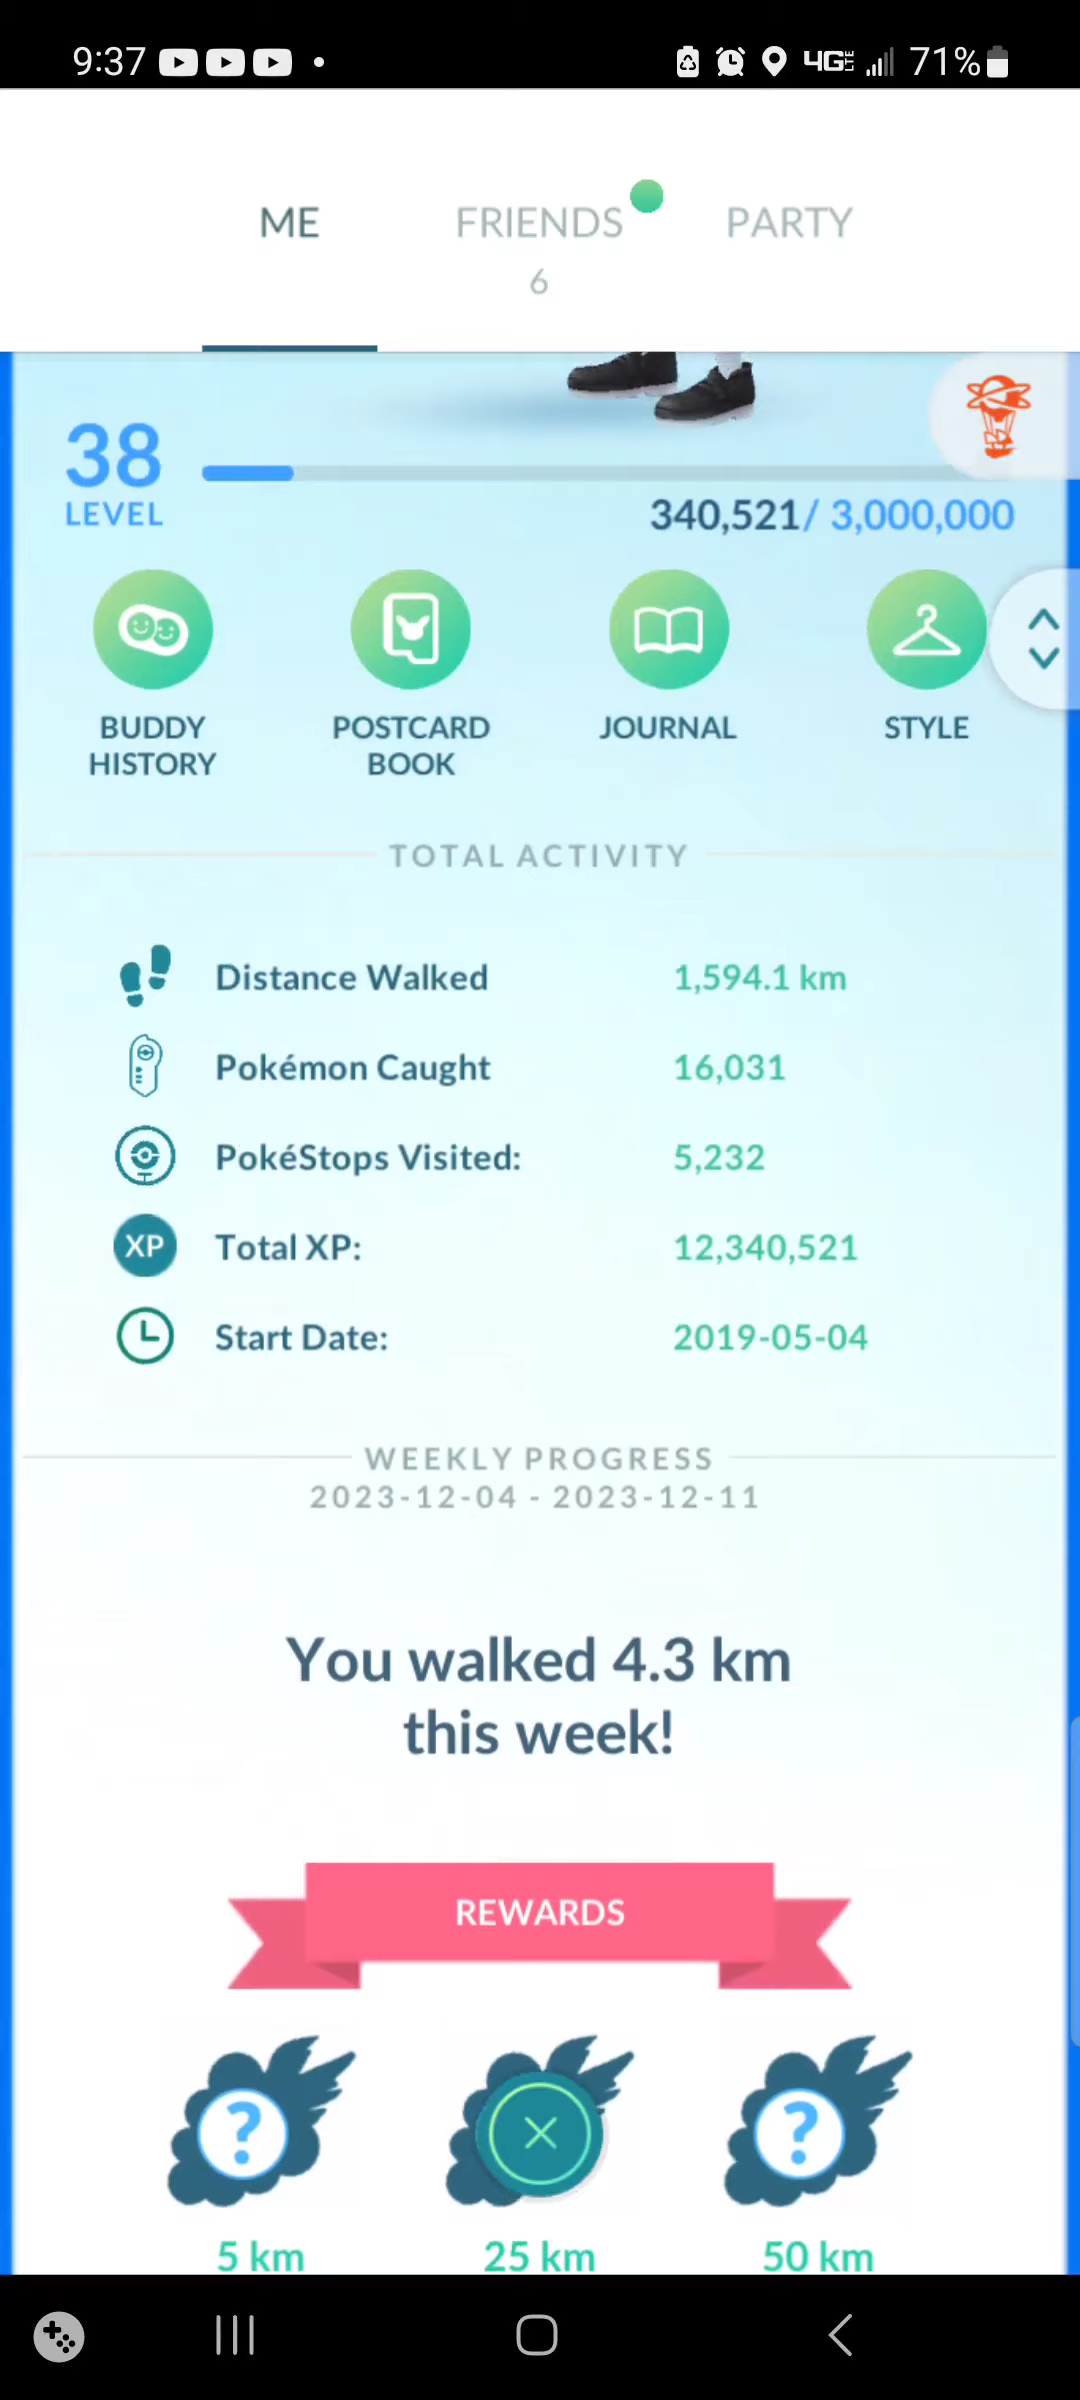 9:37 4G LTE 71%
ME FRIENDS PARTY
6
38
LEVEL
340,521/ 3,000,000
BUDDY HISTORY
POSTCARD BOOK
JOURNAL
STYLE
TOTAL ACTIVITY
Distance Walked 1,594.1 km
Pokémon Caught 16,031
PokéStops Visited: 5,232
XP Total XP: 12,340,521
Start Date: 2019-05-04
WEEKLY PROGRESS
2023-12-04 - 2023-12-11
You walked 4.3 km
this week!
REWARDS
? ?
5 km 25 km 50 km